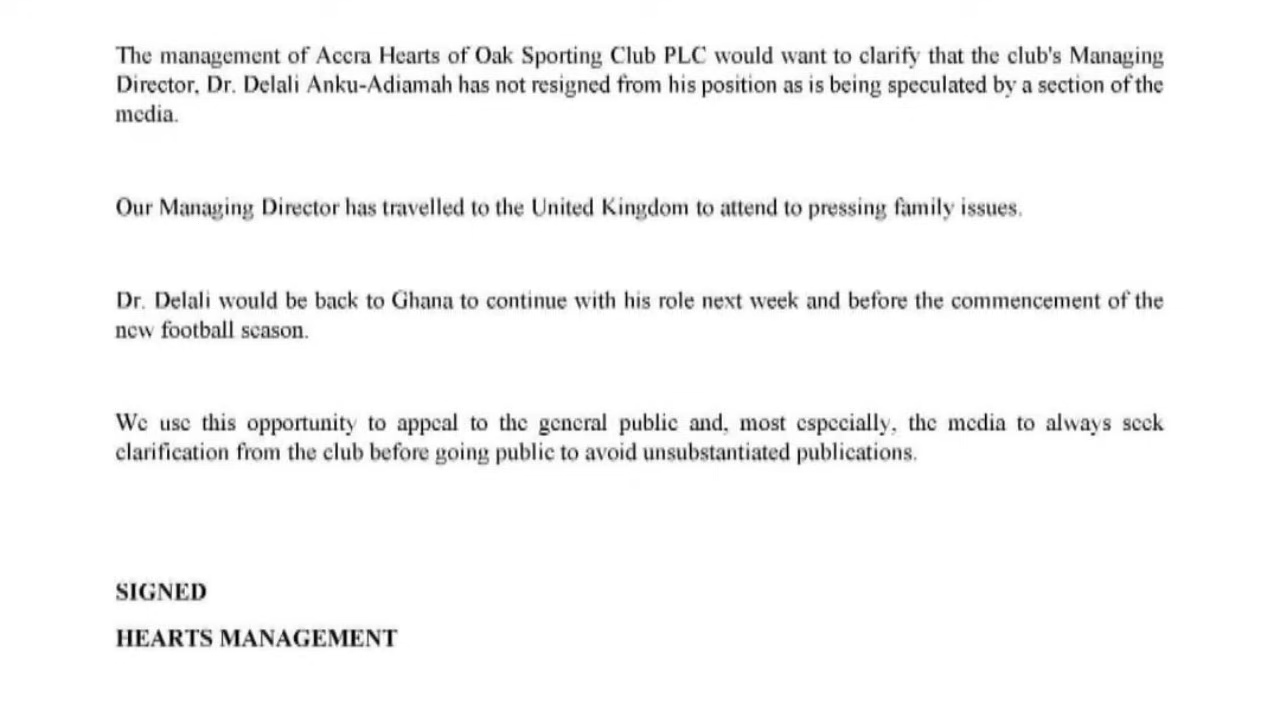 The management of Accra Hearts of Oak Sporting Club PLC would want to clarify that the club's Managing
Director, Dr. Delali Anku-Adiamah has not resigned from his position as is being speculated by a section of the
media.
Our Managing Director has travelled to the United Kingdom to attend to pressing family issues.
Dr. Delali would be back to Ghana to continue with his role next week and before the commencement of the
new football season.
We use this opportunity to appeal to the general public and, most especially, the media to always seek
clarification from the club before going public to avoid unsubstantiated publications.
SIGNED
HEARTS MANAGEMENT